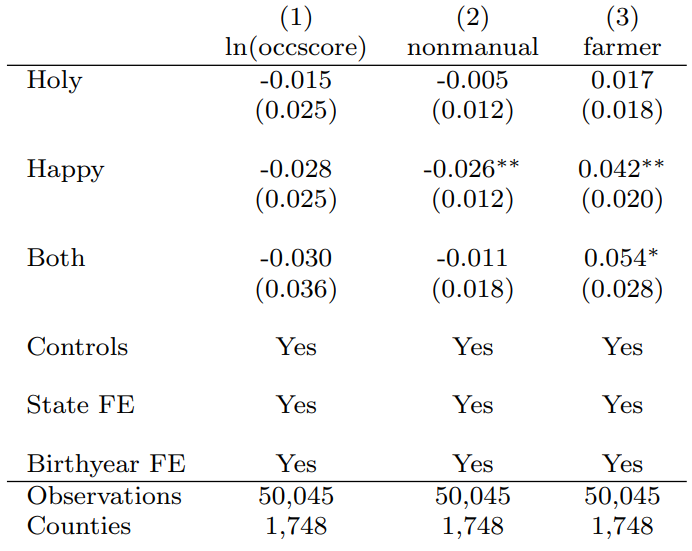 (1) (2) (3)
ln(occscore) nonmanual farmer
Holy -0.015 -0.005 0.017
(0.025) (0.012) (0.018)
Happy -0.028 -0.026** 0.042**
(0.025) (0.012) (0.020)
Both -0.030 -0.011 0.054*
(0.036) (0.018) (0.028)
Controls Yes Yes Yes
State FE Yes Yes Yes
Birthyear FE Yes Yes Yes
Observations 50,045 50,045 50,045
Counties 1,748 1,748 1,748